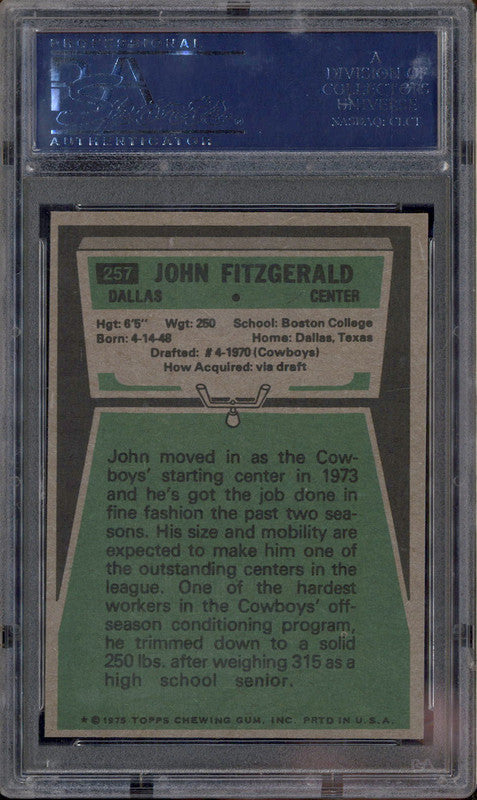 PROFESSIONAL
PSA
AUTHENTICATOR
A
DIVISION OF
COLLECTORS
UNIVERSE
NASDAQ: CLCT
257 JOHN FITZGERALD
DALLAS • CENTER
Hgt: 6'5" Wgt: 250 School: Boston College
Born: 4-14-48 Home: Dallas, Texas
Drafted: #4-1970 (Cowboys)
How Acquired: via draft
John moved in as the Cow-
boys' starting center in 1973
and he's got the job done in
fine fashion the past two sea-
sons. His size and mobility are
expected to make him one of
the outstanding centers in the
league. One of the hardest
workers in the Cowboys' off-
season conditioning program,
he trimmed down to a solid
250 lbs. after weighing 315 as a
high school senior.
* © 1975 TOPPS CHEWING GUM, INC. PRTD IN U.S.A.